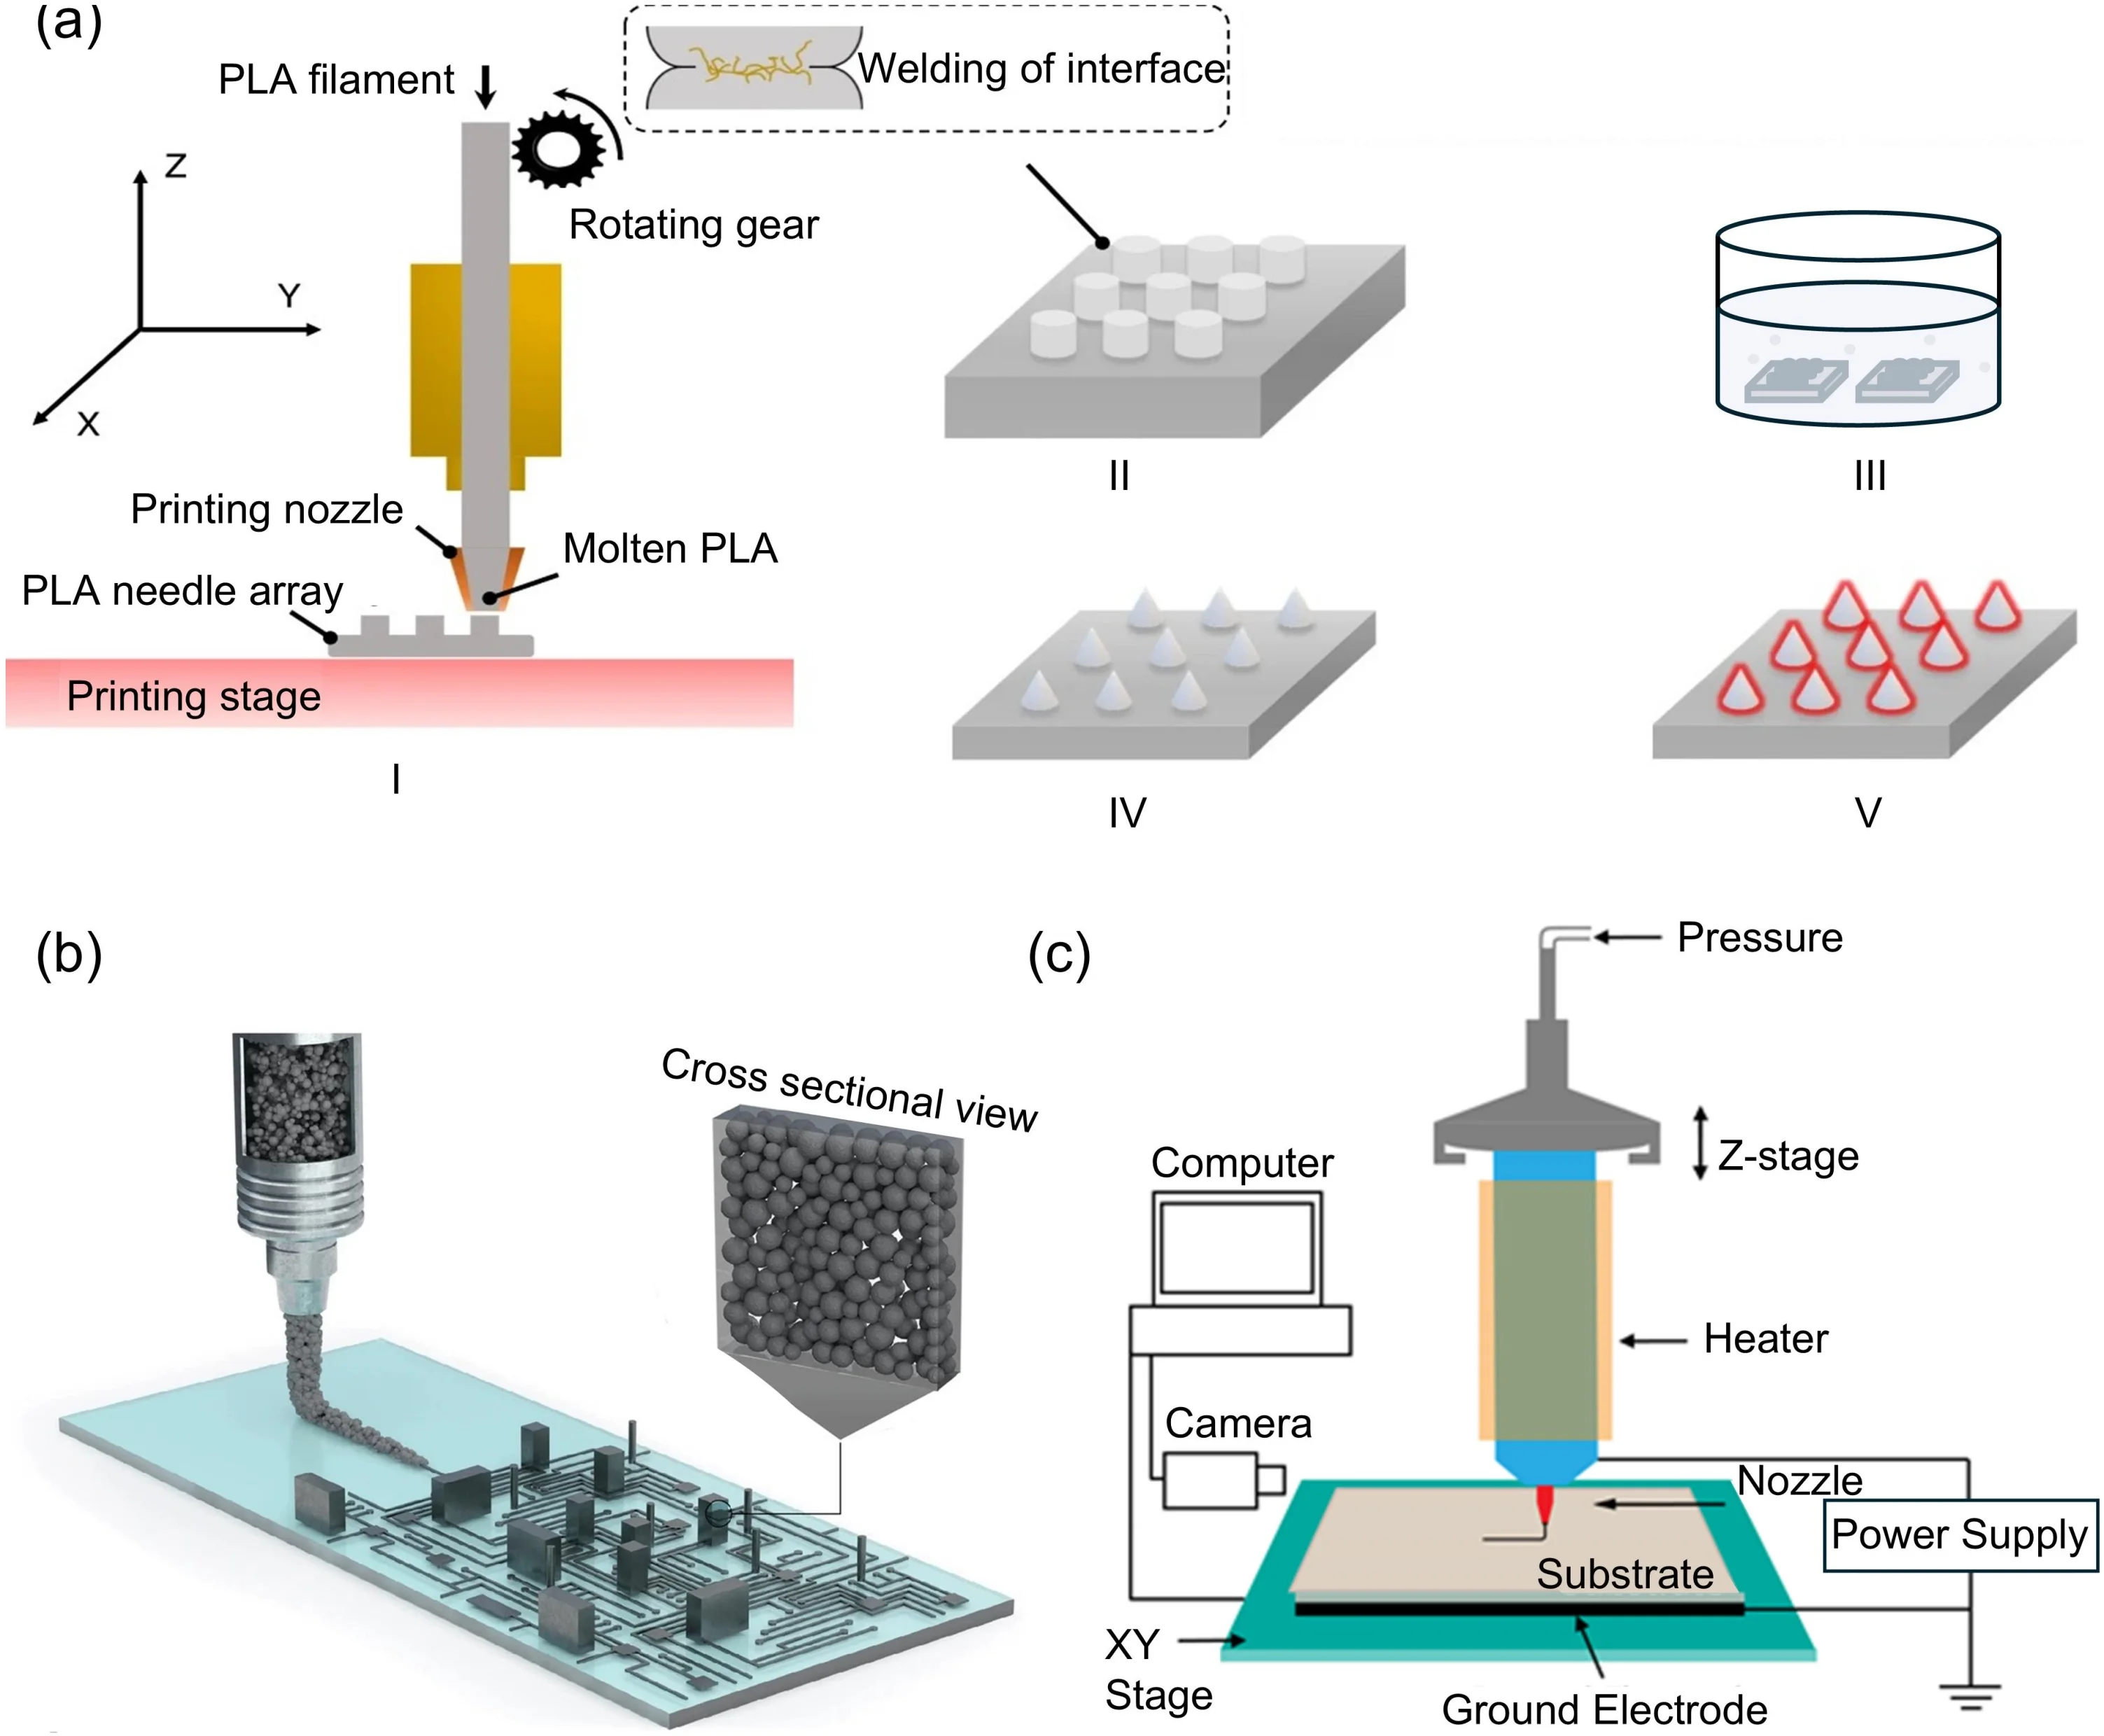 (a)
PLA filament
Welding of interface
Z
Rotating gear
Y
X
Printing nozzle
Molten PLA
PLA needle array
Printing stage
I
II
III
IV
V
(b)
Cross sectional view
(c)
Pressure
Z-stage
Computer
Heater
Camera
Nozzle
Power Supply
Substrate
XY
Stage
Ground Electrode